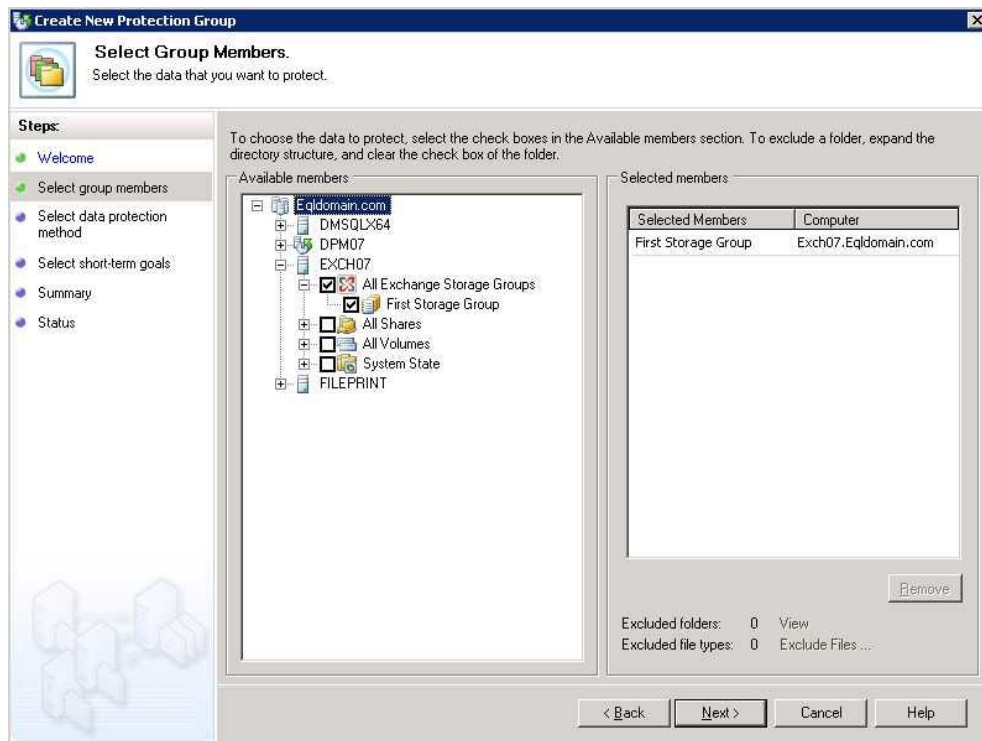 Create New Protection Group
Select Group Members.
Select the data that you want to protect.
Steps:
Welcome
Select group members
Select data protection
method
Select short-term goals
Summary
Status
To choose the data to protect, select the check boxes in the Available members section. To exclude a folder, expand the
directory structure, and clear the check box of the folder.
Available members
Eqldomain.com
DMSQLX64
DPM07
EXCH07
All Exchange Storage Groups
First Storage Group
All Shares
All Volumes
System State
FILEPRINT
Selected members
Selected Members Computer
First Storage Group Exch07.Eqldomain.com
Remove
Excluded folders: 0 View
Excluded file types: 0 Exclude Files ...
< Back Next > Cancel Help